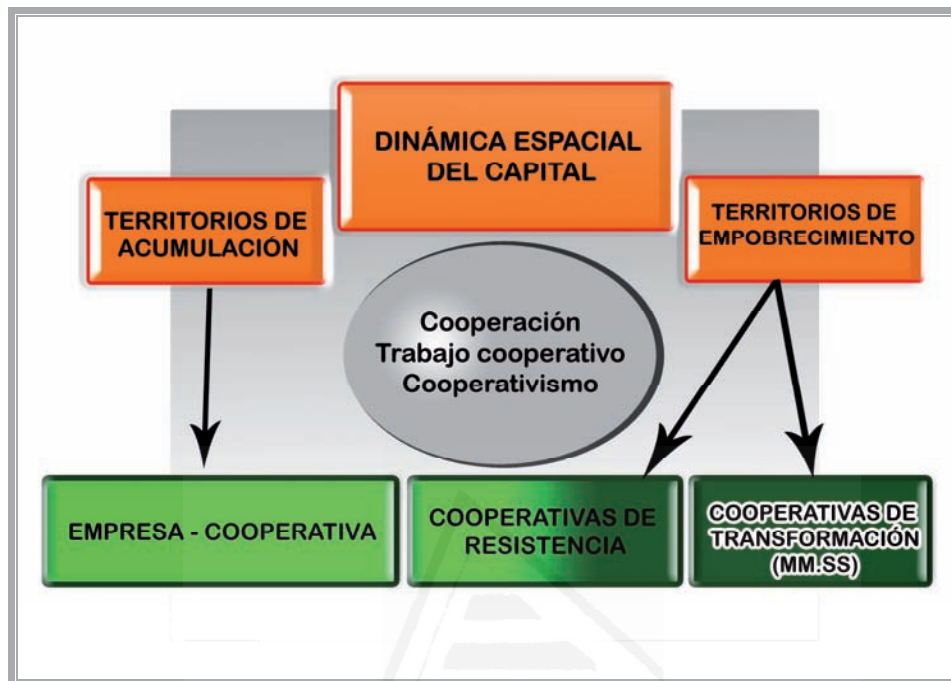 DINÁMICA ESPACIAL
DEL CAPITAL
TERRITORIOS DE
ACUMULACIÓN
TERRITORIOS DE
EMPOBRECIMIENTO
Cooperación
Trabajo cooperativo
Cooperativismo
EMPRESA - COOPERATIVA
COOPERATIVAS DE
RESISTENCIA
COOPERATIVAS DE
TRANSFORMACIÓN
(MM.SS)